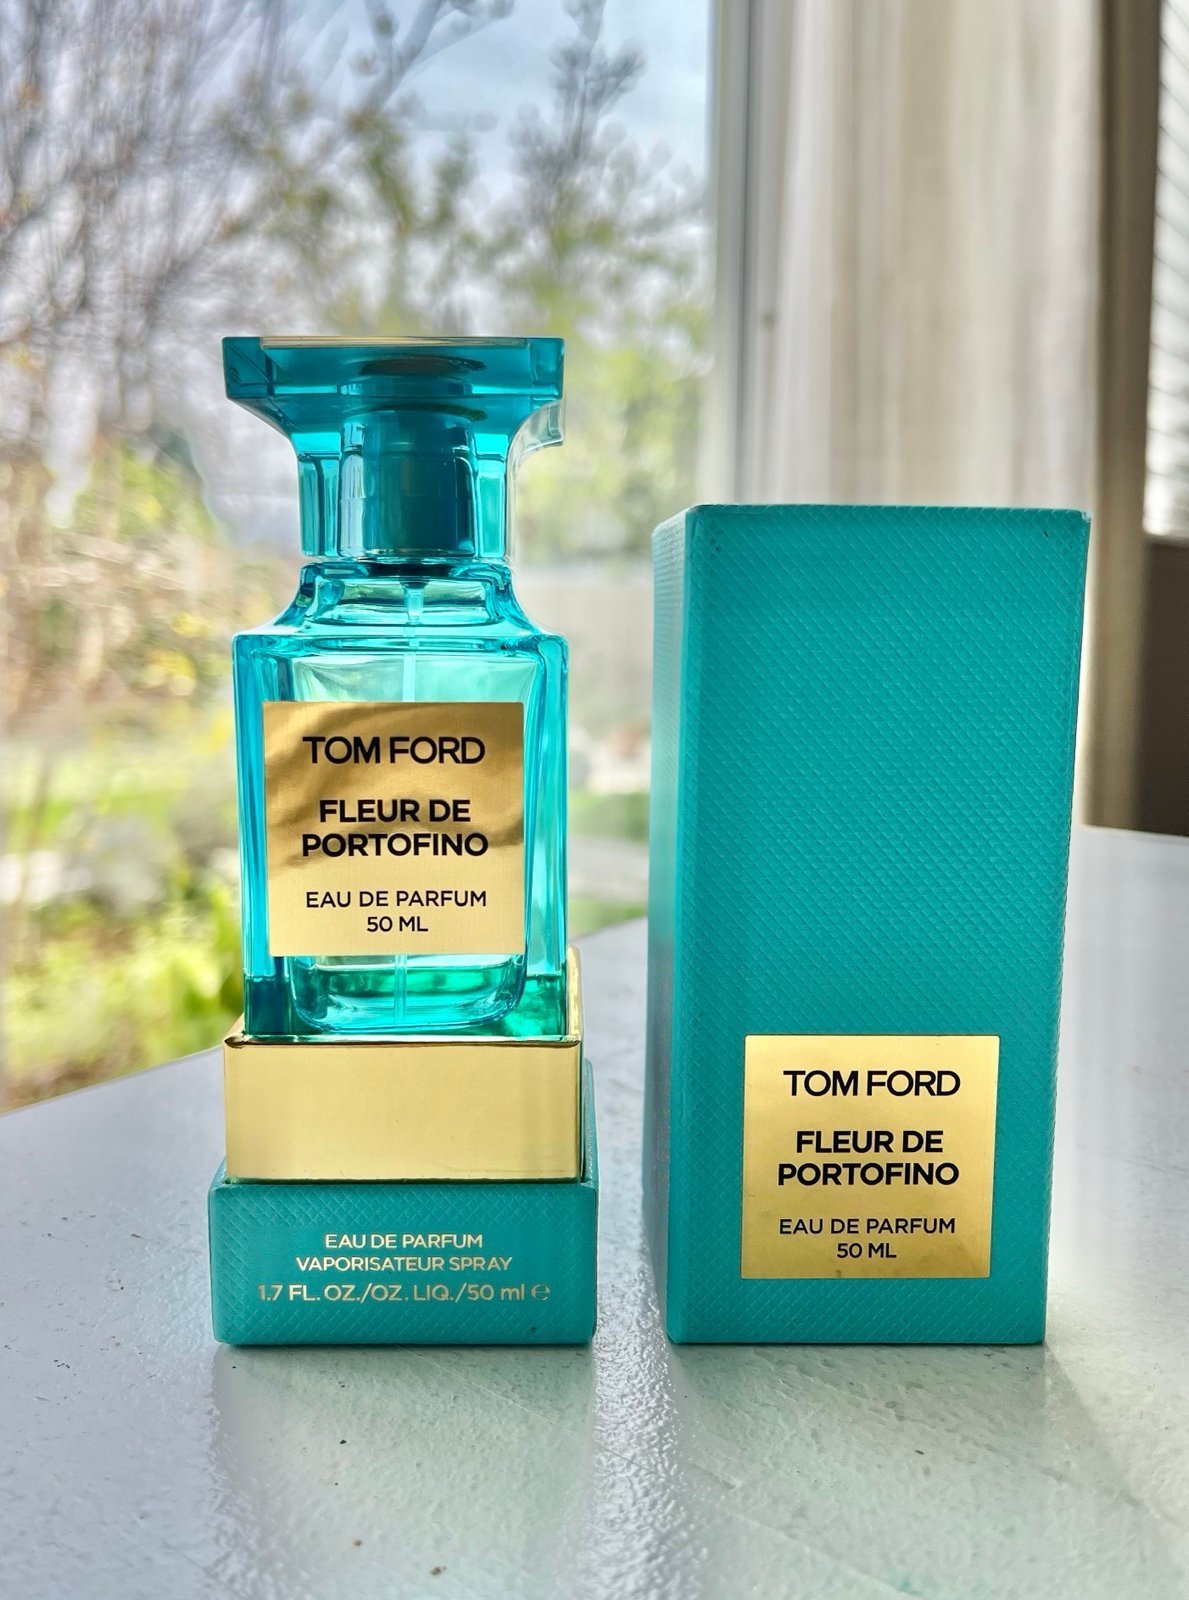 TOM FORD
FLEUR DE
PORTOFINO
EAU DE PARFUM
50 ML
EAU DE PARFUM
VAPORISATEUR SPRAY
1.7 FL. OZ./OZ. LIQ./50 ml ℮
TOM FORD
FLEUR DE
PORTOFINO
EAU DE PARFUM
50 ML